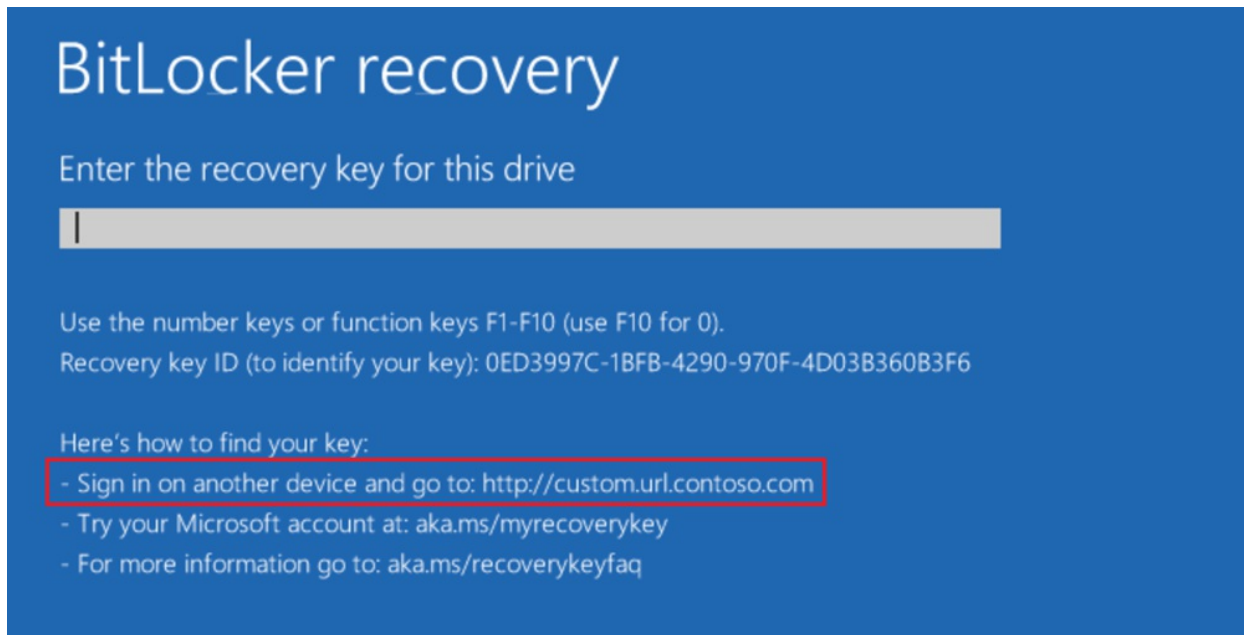 BitLocker recovery
Enter the recovery key for this drive
Use the number keys or function keys F1-F10 (use F10 for 0).
Recovery key ID (to identify your key): 0ED3997C-1BFB-4290-970F-4D03B360B3F6
Here's how to find your key:
- Sign in on another device and go to: http://custom.url.contoso.com
- Try your Microsoft account at: aka.ms/myrecoverykey
- For more information go to: aka.ms/recoverykeyfaq